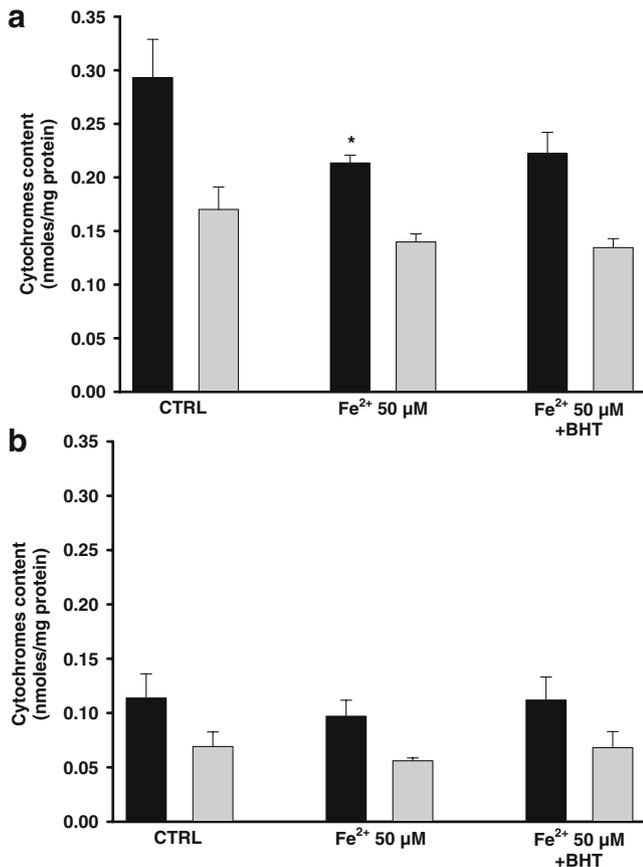 a
Cytochromes content
(nmoles/mg protein)
0.35
0.30
0.25
0.20
0.15
0.10
0.05
0.00
*
CTRL
Fe²⁺ 50 µM
Fe²⁺ 50 µM
+BHT
b
Cytochromes content
(nmoles/mg protein)
0.35
0.30
0.25
0.20
0.15
0.10
0.05
0.00
CTRL
Fe²⁺ 50 µM
Fe²⁺ 50 µM
+BHT